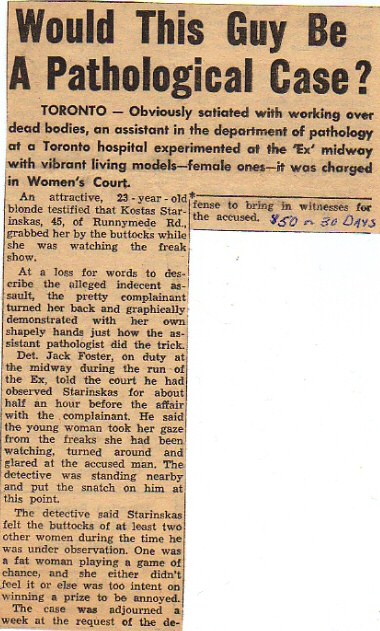 Would This Guy Be
A Pathological Case?
TORONTO — Obviously satiated with working over
dead bodies, an assistant in the department of pathology
at a Toronto hospital experimented at the 'Ex' midway
with vibrant living models—female ones—it was charged
in Women's Court.
An attractive, 23 - year - old
blonde testified that Kostas Star-
inskas, 45, of Runnymede Rd.,
grabbed her by the buttocks while
she was watching the freak
show.
At a loss for words to des-
cribe the alleged indecent as-
sault, the pretty complainant
turned her back and graphically
demonstrated with her own
shapely hands just how the as-
sistant pathologist did the trick.
Det. Jack Foster, on duty at
the midway during the run of
the Ex, told the court he had
observed Starinskas for about
half an hour before the affair
with the complainant. He said
the young woman took her gaze
from the freaks she had been
watching, turned around and
glared at the accused man. The
detective was standing nearby
and put the snatch on him at
this point.
The detective said Starinskas
felt the buttocks of at least two
other women during the time he
was under observation. One was
a fat woman playing a game of
chance, and she either didn't
feel it or else was too intent on
winning a prize to be annoyed.
The case was adjourned a
week at the request of the de-
fense to bring in witnesses for
the accused. $50 or 30 DAYS